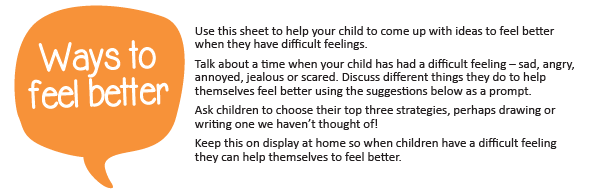 Ways to
feel better
Use this sheet to help your child to come up with ideas to feel better
when they have difficult feelings.
Talk about a time when your child has had a difficult feeling – sad, angry,
annoyed, jealous or scared. Discuss different things they do to help
themselves feel better using the suggestions below as a prompt.
Ask children to choose their top three strategies, perhaps drawing or
writing one we haven't thought of!
Keep this on display at home so when children have a difficult feeling
they can help themselves to feel better.